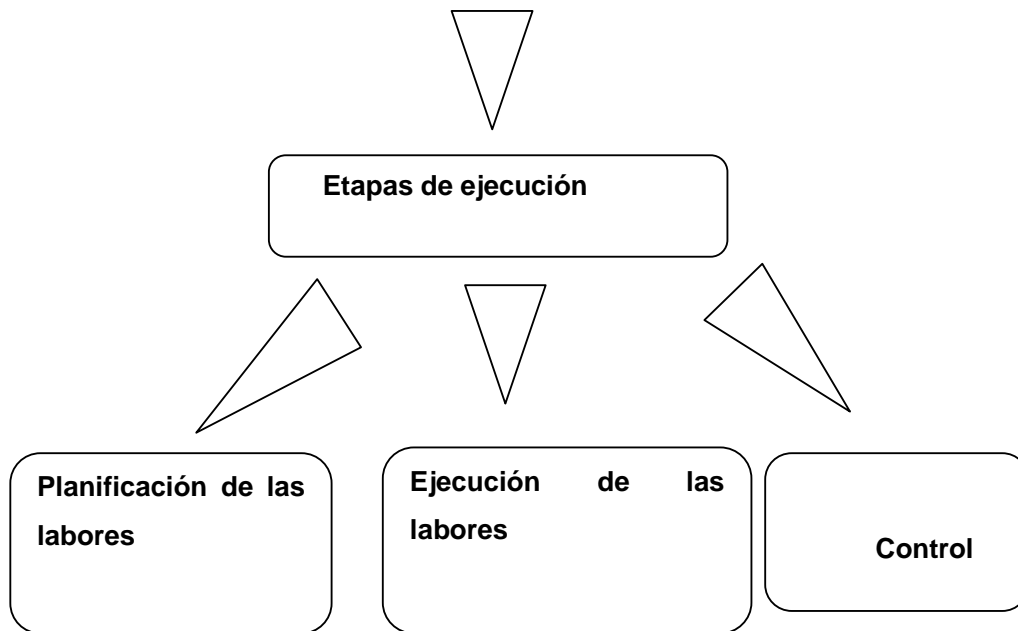 Etapas de ejecución
Planificación de las
labores
Ejecución de las
labores
Control